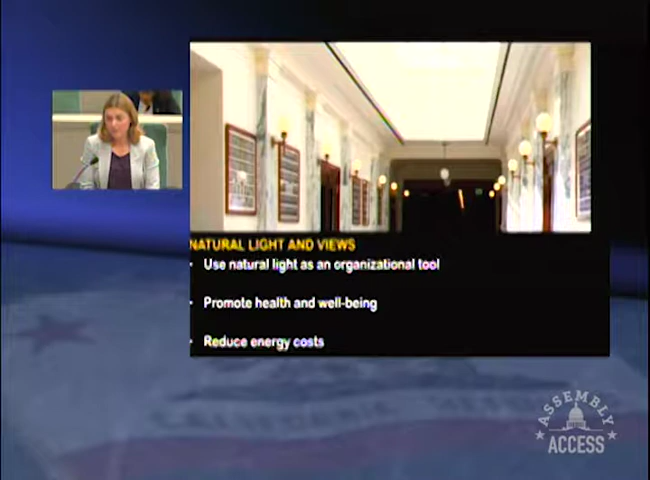 NATURAL LIGHT AND VIEWS
• Use natural light as an organizational tool
• Promote health and well-being
• Reduce energy costs
ASSEMBLY
ACCESS